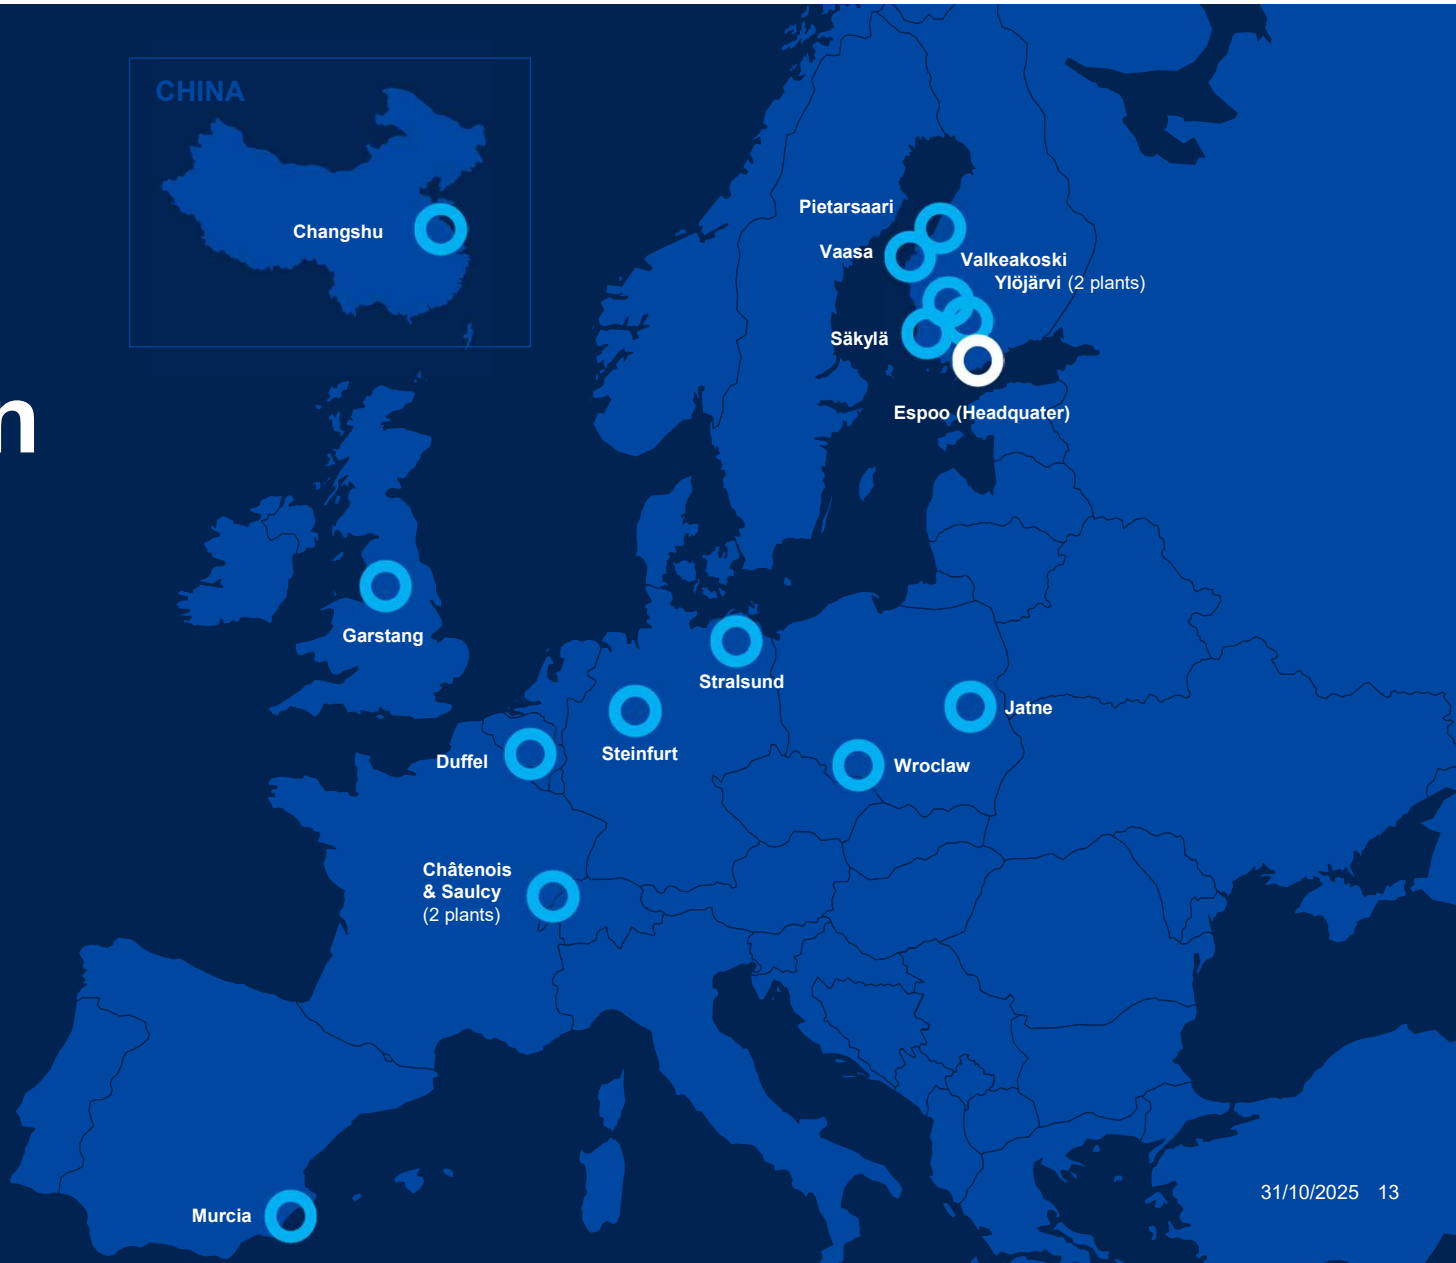 CHINA
Changshu
Pietarsaari
Vaasa
Valkeakoski
Ylöjärvi (2 plants)
Säkylä
Espoo (Headquater)
n
Garstang
Stralsund
Steinfurt
Jatne
Duffel
Wroclaw
Châtenois
& Saulcy
(2 plants)
Murcia
31/10/2025 13